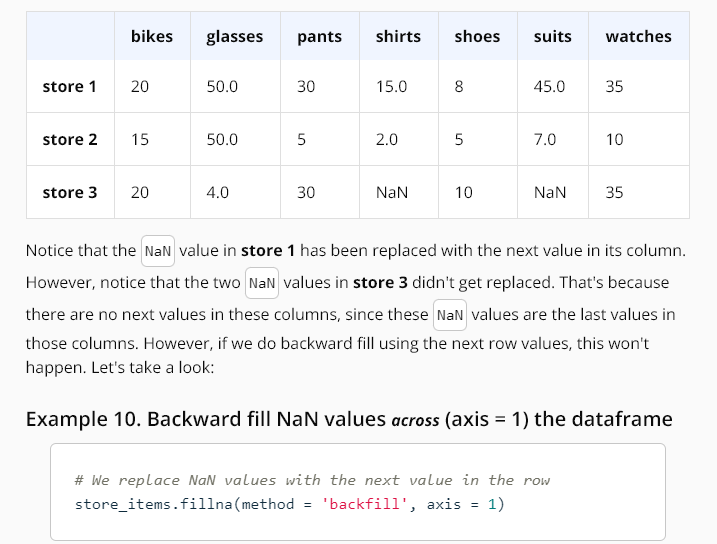 bikes glasses pants shirts shoes suits watches
store 1 20 50.0 30 15.0 8 45.0 35
store 2 15 50.0 5 2.0 5 7.0 10
store 3 20 4.0 30 NaN 10 NaN 35
Notice that the NaN value in store 1 has been replaced with the next value in its column.
However, notice that the two NaN values in store 3 didn't get replaced. That's because
there are no next values in these columns, since these NaN values are the last values in
those columns. However, if we do backward fill using the next row values, this won't
happen. Let's take a look:
Example 10. Backward fill NaN values across (axis = 1) the dataframe
# We replace NaN values with the next value in the row
store_items.fillna(method = 'backfill', axis = 1)